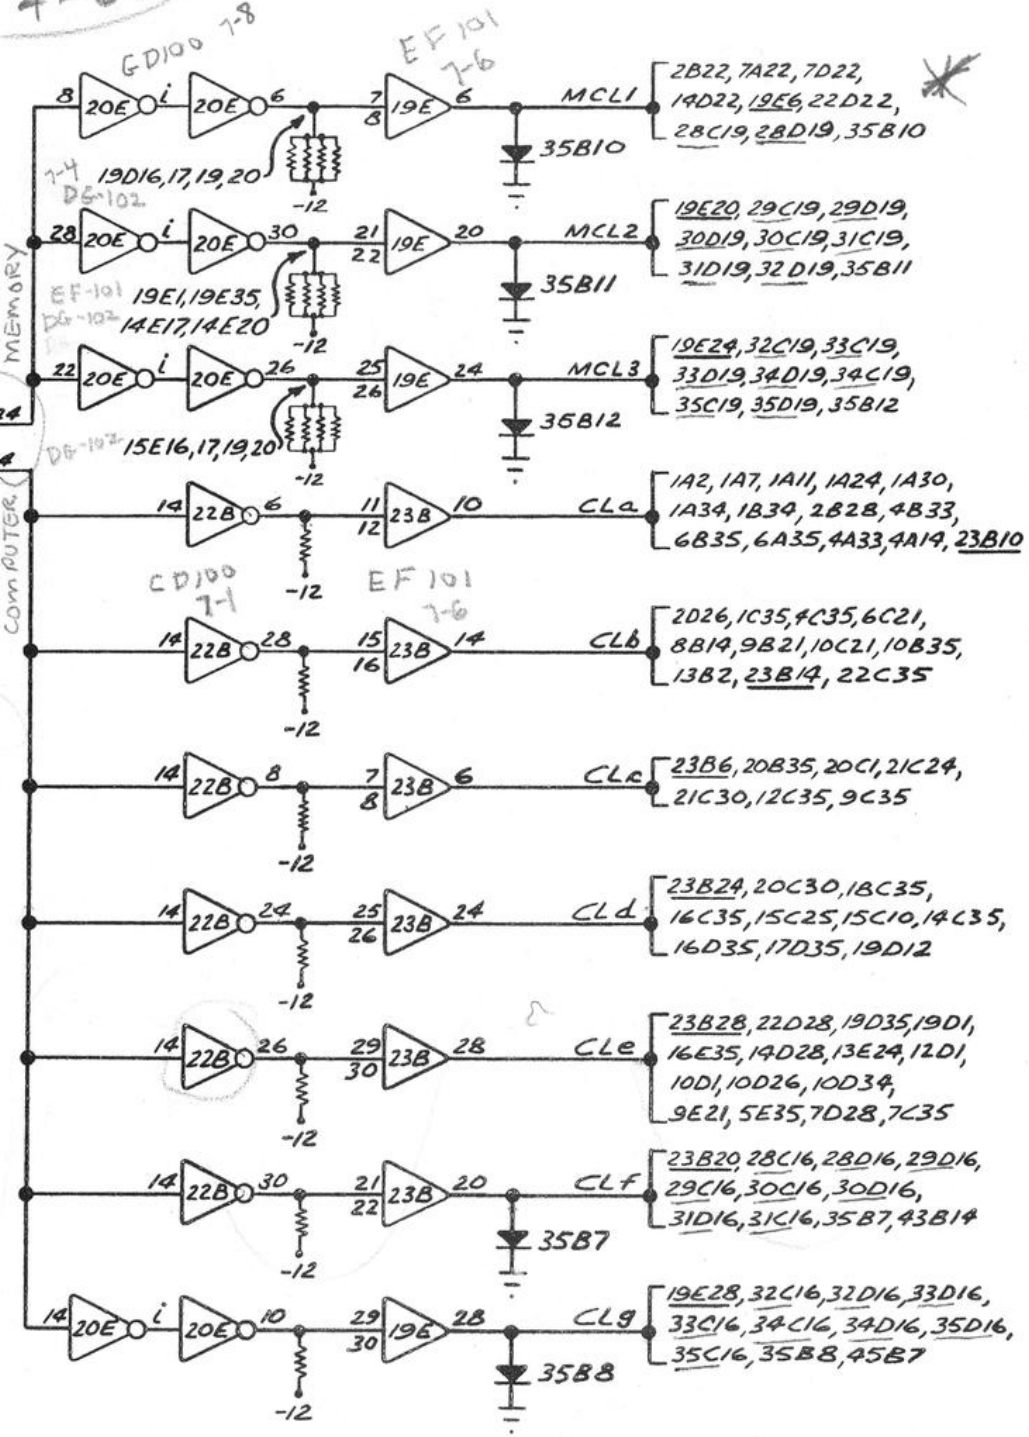 GD100 7-8
EF 101
7-6
8 20E i 20E 6 7 19E 6 MCL1
8
2B22, 7A22, 7D22,
14D22, 19E6, 22D22,
28C19, 28D19, 35B10
35B10
19D16, 17, 19, 20
-12
7-4
DG-102
28 20E i 20E 30 21 19E 20 MCL2
22
19E20, 29C19, 29D19,
30D19, 30C19, 31C19,
31D19, 32D19, 35B11
35B11
MEMORY
EF-101
DG-102
19E1, 19E35,
14E17, 14E20
-12
22 20E i 20E 26 25 19E 24 MCL3
26
19E24, 32C19, 33C19,
33D19, 34D19, 34C19,
35C19, 35D19, 35B12
35B12
DG-102
15E16, 17, 19, 20
-12
COMPUTER
14 22B 6 11 23B 10 CLa
12
1A2, 1A7, 1A11, 1A24, 1A30,
1A34, 1B34, 2B28, 4B33,
6B35, 6A35, 4A33, 4A14, 23B10
-12
CD100
7-1
EF 101
7-6
14 22B 28 15 23B 14 CLb
16
2D26, 1C35, 4C35, 6C21,
8B14, 9B21, 10C21, 10B35,
13B2, 23B14, 22C35
-12
14 22B 8 7 23B 6 CLc
8
23B6, 20B35, 20C1, 21C24,
21C30, 12C35, 9C35
-12
14 22B 24 25 23B 24 CLd
26
23B24, 20C30, 18C35,
16C35, 15C25, 15C10, 14C35,
16D35, 17D35, 19D12
-12
14 22B 26 29 23B 28 CLe
30
23B28, 22D28, 19D35, 19D1,
16E35, 14D28, 13E24, 12D1,
10D1, 10D26, 10D34,
9E21, 5E35, 7D28, 7C35
-12
14 22B 30 21 23B 20 CLf
22
23B20, 28C16, 28D16, 29D16,
29C16, 30C16, 30D16,
31D16, 31C16, 35B7, 43B14
35B7
-12
14 20E i 20E 10 29 19E 28 CLg
30
19E28, 32C16, 32D16, 33D16,
33C16, 34C16, 34D16, 35D16,
35C16, 35B8, 45B7
35B8
-12